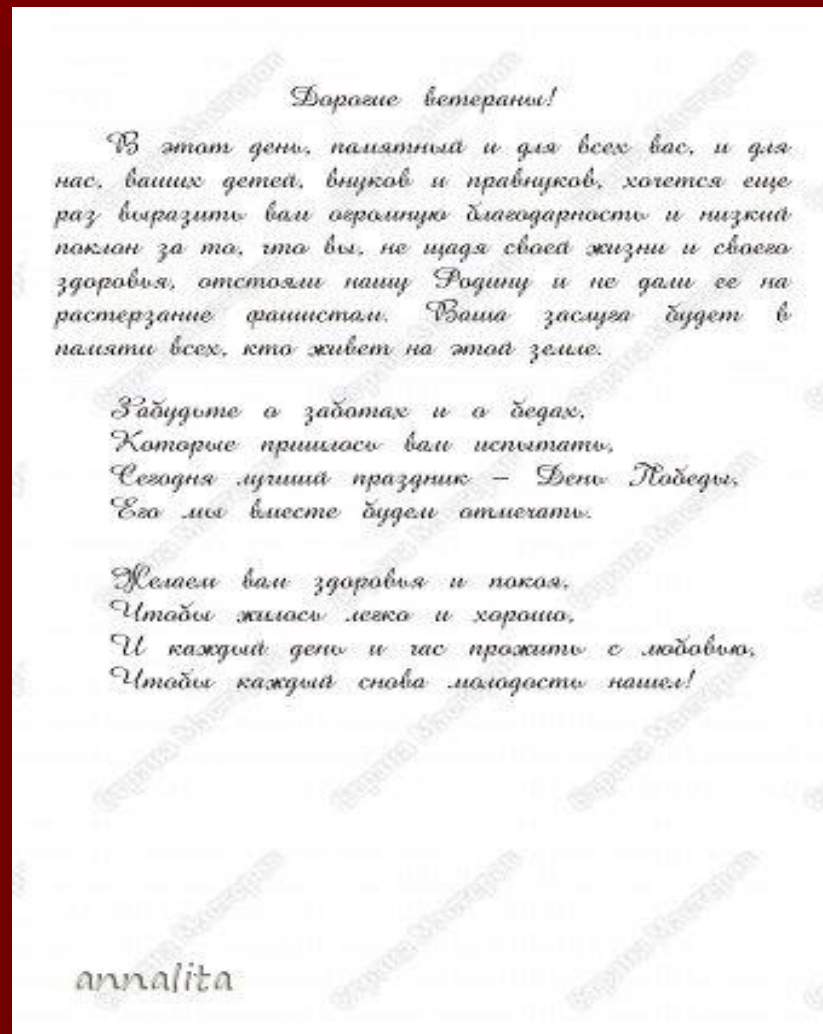 Дорогие ветераны!
В этот день, памятный и для всех вас, и для
нас, ваших детей, внуков и правнуков, хочется еще
раз выразить вам огромную благодарность и низкий
поклон за то, что вы, не щадя своей жизни и своего
здоровья, отстояли нашу Родину и не дали ее на
растерзание фашистам. Ваша заслуга будет в
памяти всех, кто живет на этой земле.
Забудьте о заботах и о бедах,
Которые пришлось вам испытать,
Сегодня лучший праздник – День Победы,
Его мы вместе будем отмечать.
Желаем вам здоровья и покоя,
Чтобы жилось легко и хорошо,
И каждый день и час прожить с любовью,
Чтобы каждый снова молодость нашел!
annalita
Страна Мастеров